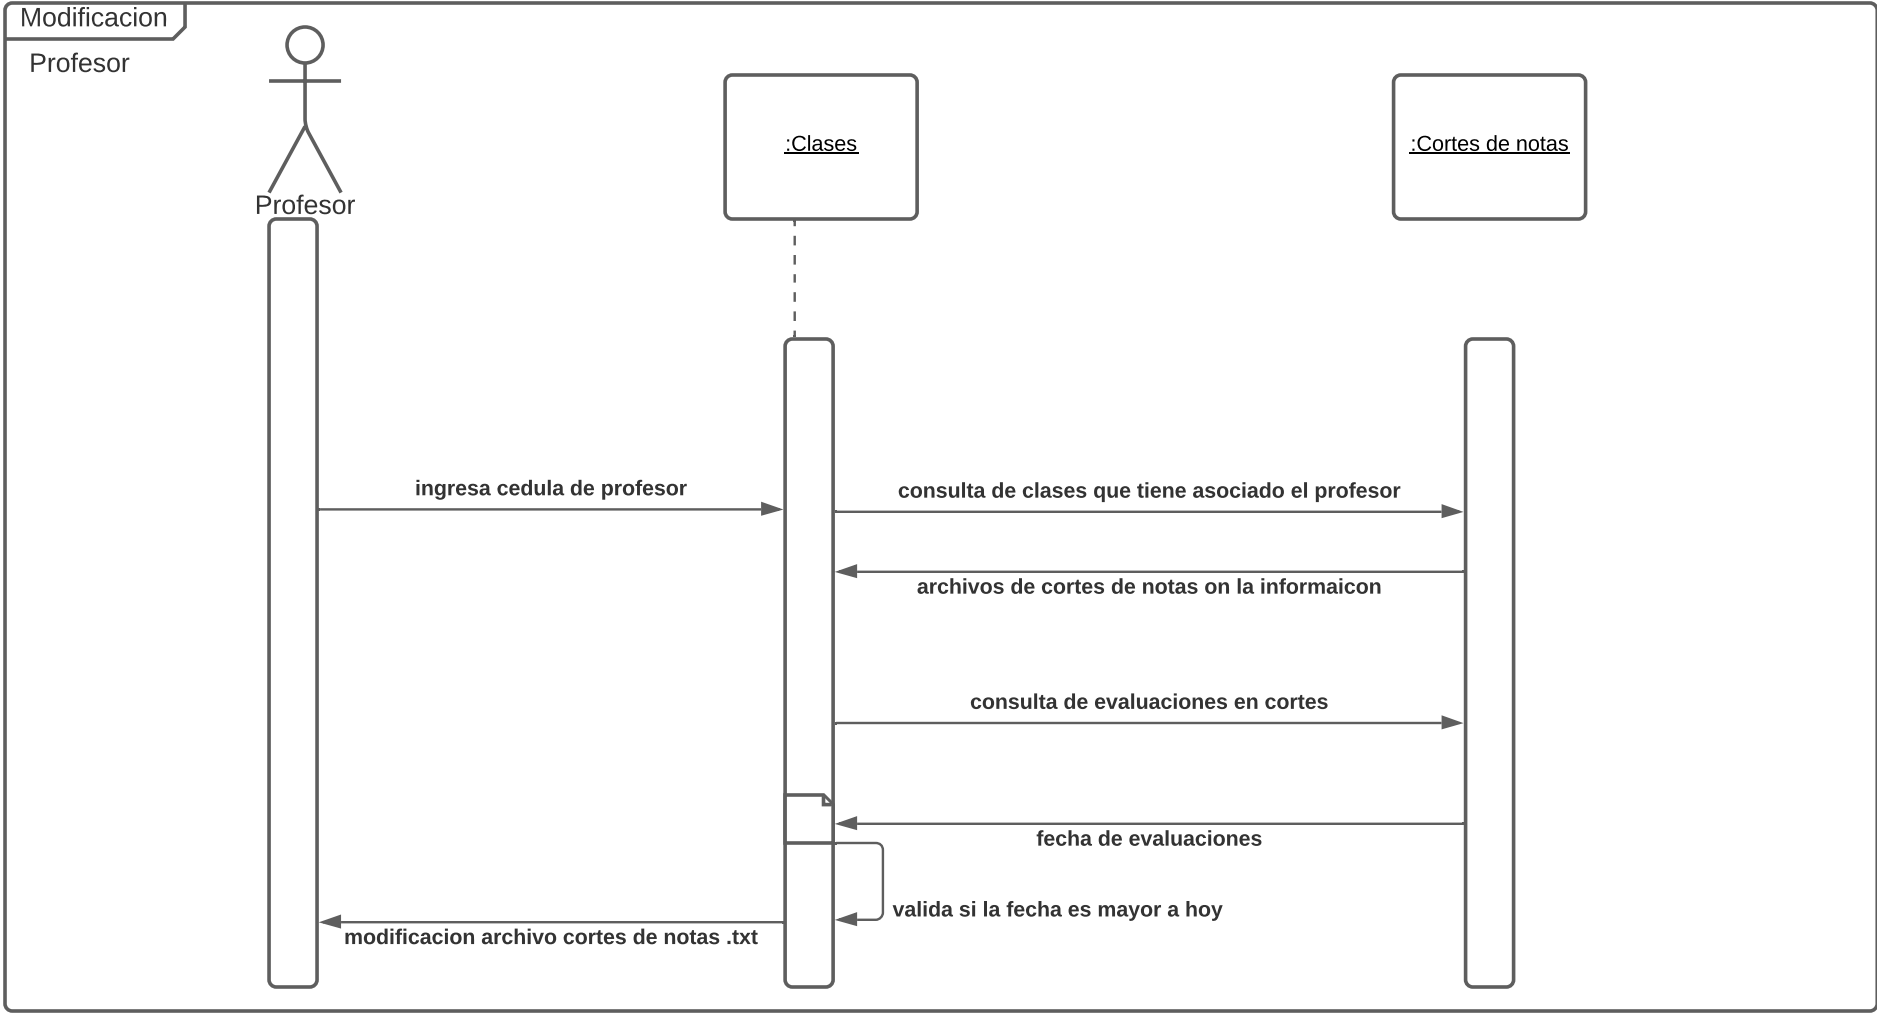 Modificacion
Profesor
Profesor
:Clases
:Cortes de notas
ingresa cedula de profesor
consulta de clases que tiene asociado el profesor
archivos de cortes de notas on la informaicon
consulta de evaluaciones en cortes
fecha de evaluaciones
valida si la fecha es mayor a hoy
modificacion archivo cortes de notas .txt